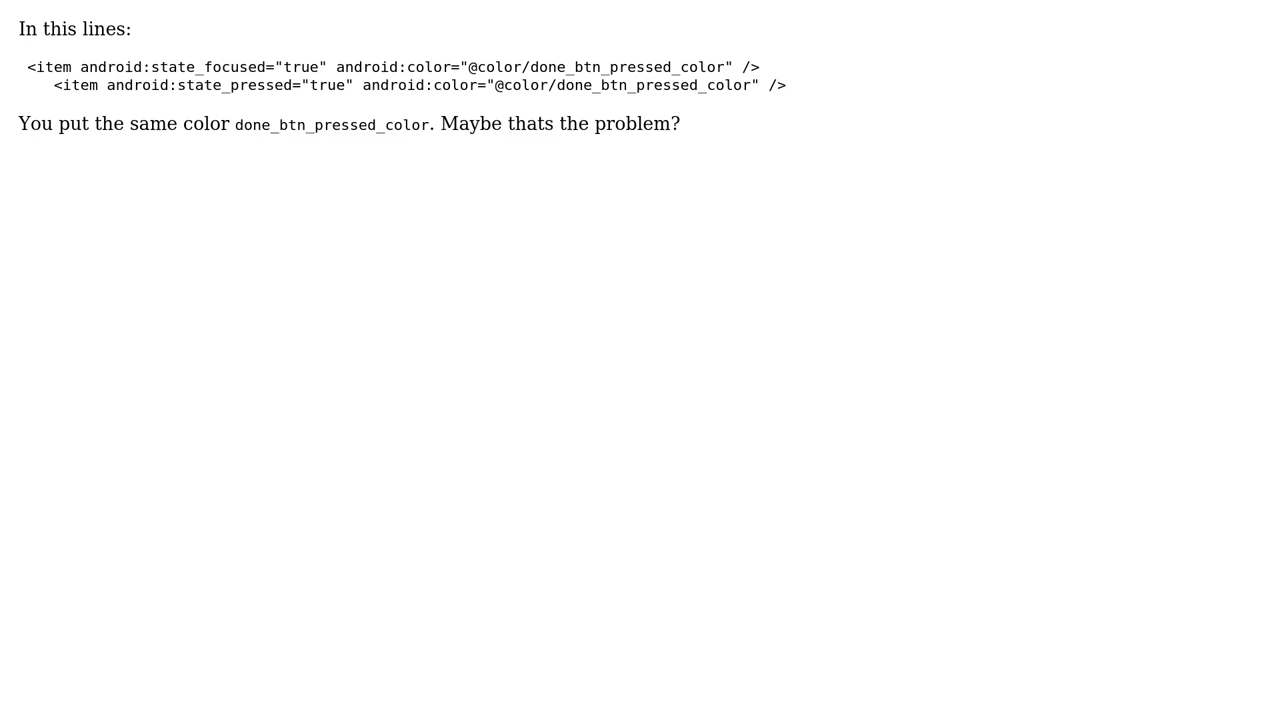 In this lines:
<item android:state_focused="true" android:color="@color/done_btn_pressed_color" />
<item android:state_pressed="true" android:color="@color/done_btn_pressed_color" />
You put the same color done_btn_pressed_color. Maybe thats the problem?